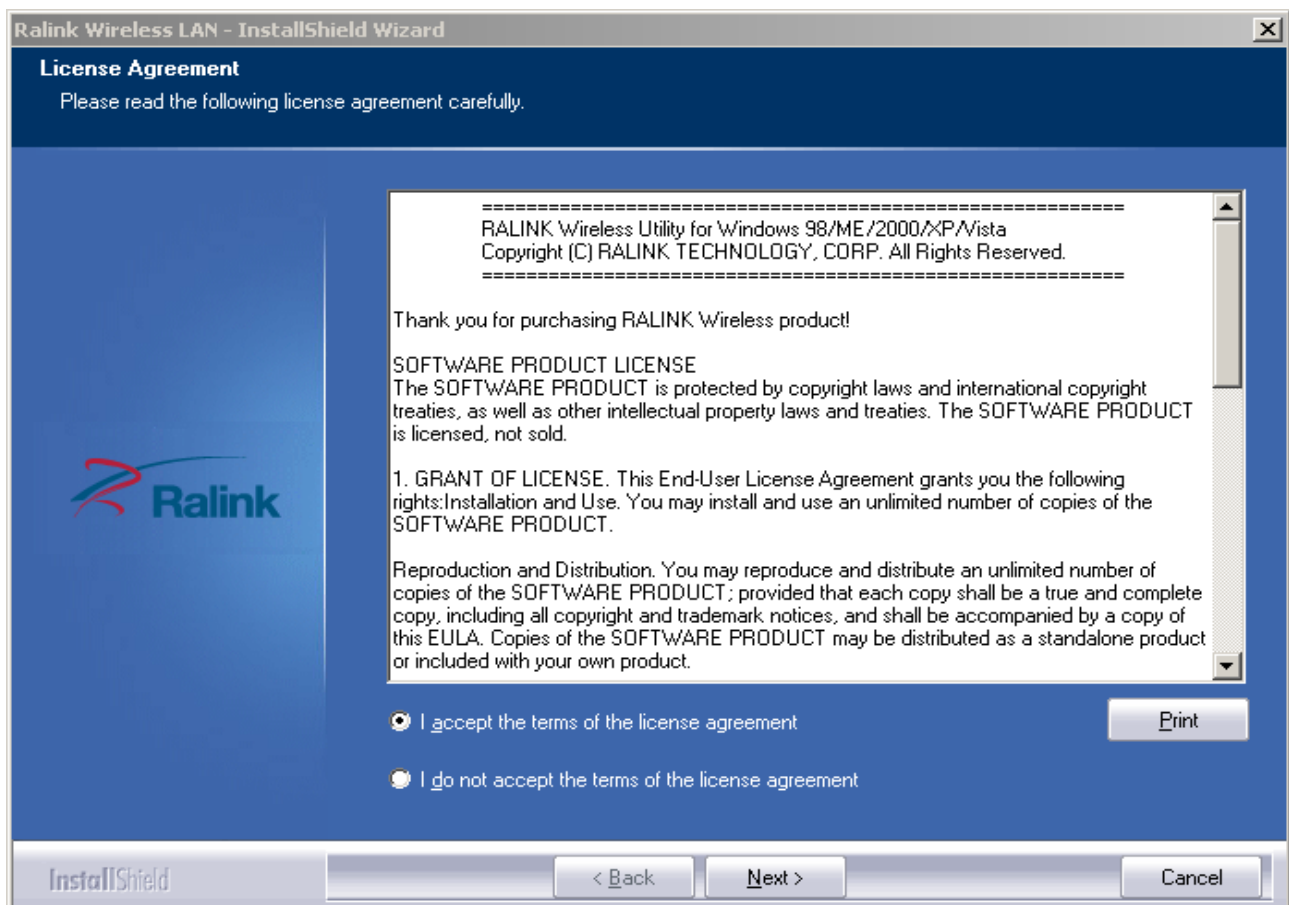 Ralink Wireless LAN - InstallShield Wizard
License Agreement
Please read the following license agreement carefully.
============================================================
RALINK Wireless Utility for Windows 98/ME/2000/XP/Vista
Copyright (C) RALINK TECHNOLOGY, CORP. All Rights Reserved.
============================================================
Thank you for purchasing RALINK Wireless product!
SOFTWARE PRODUCT LICENSE
The SOFTWARE PRODUCT is protected by copyright laws and international copyright
treaties, as well as other intellectual property laws and treaties. The SOFTWARE PRODUCT
is licensed, not sold.
1. GRANT OF LICENSE. This End-User License Agreement grants you the following
rights:Installation and Use. You may install and use an unlimited number of copies of the
SOFTWARE PRODUCT.
Reproduction and Distribution. You may reproduce and distribute an unlimited number of
copies of the SOFTWARE PRODUCT; provided that each copy shall be a true and complete
copy, including all copyright and trademark notices, and shall be accompanied by a copy of
this EULA. Copies of the SOFTWARE PRODUCT may be distributed as a standalone product
or included with your own product.
Ralink
I accept the terms of the license agreement
Print
I do not accept the terms of the license agreement
InstallShield
< Back
Next >
Cancel